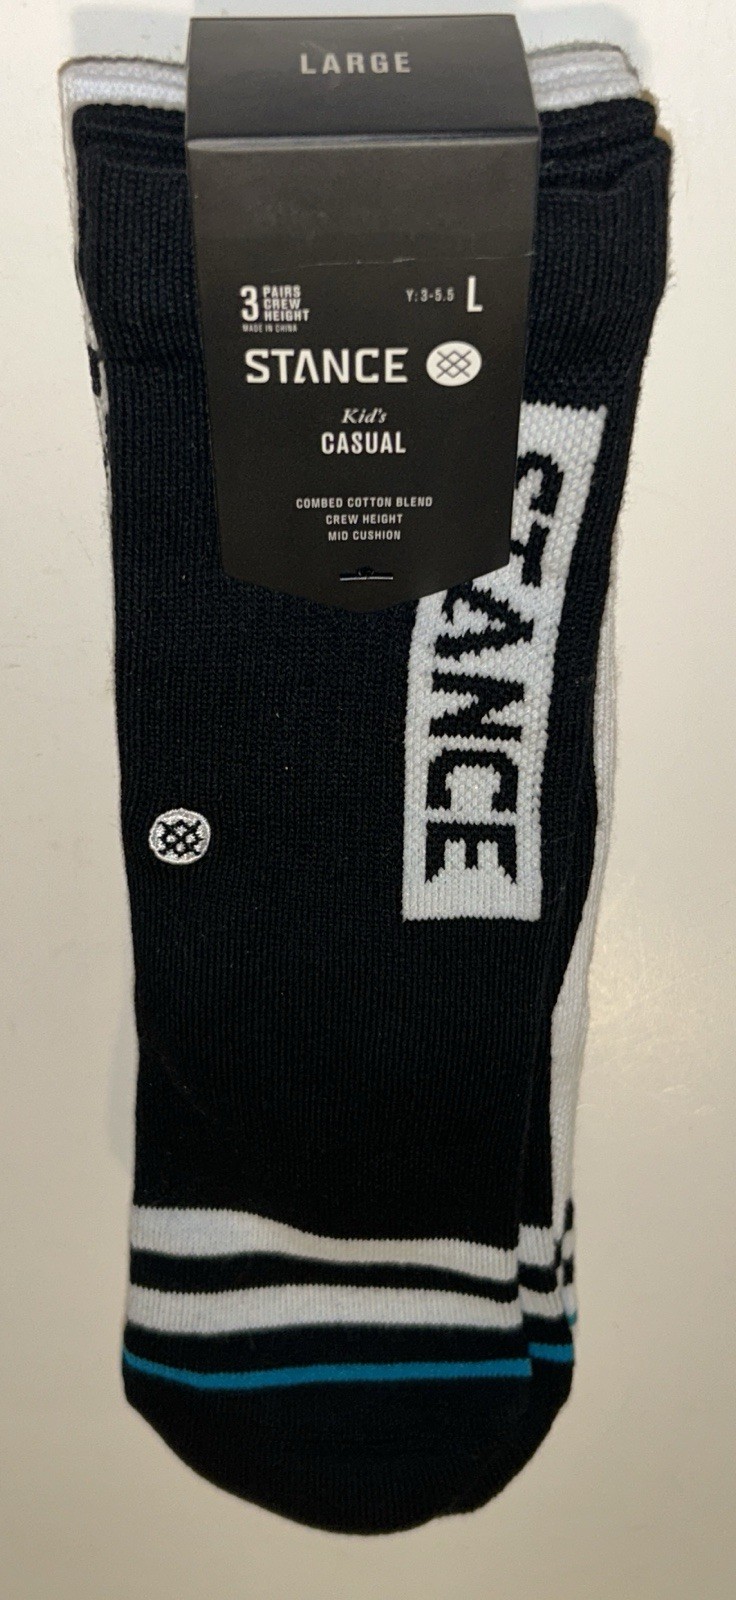 LARGE
3 PAIRS
CREW
HEIGHT
MADE IN CHINA
Y: 3-5.5 L
STANCE
Kid's
CASUAL
COMBED COTTON BLEND
CREW HEIGHT
MID CUSHION
STANCE